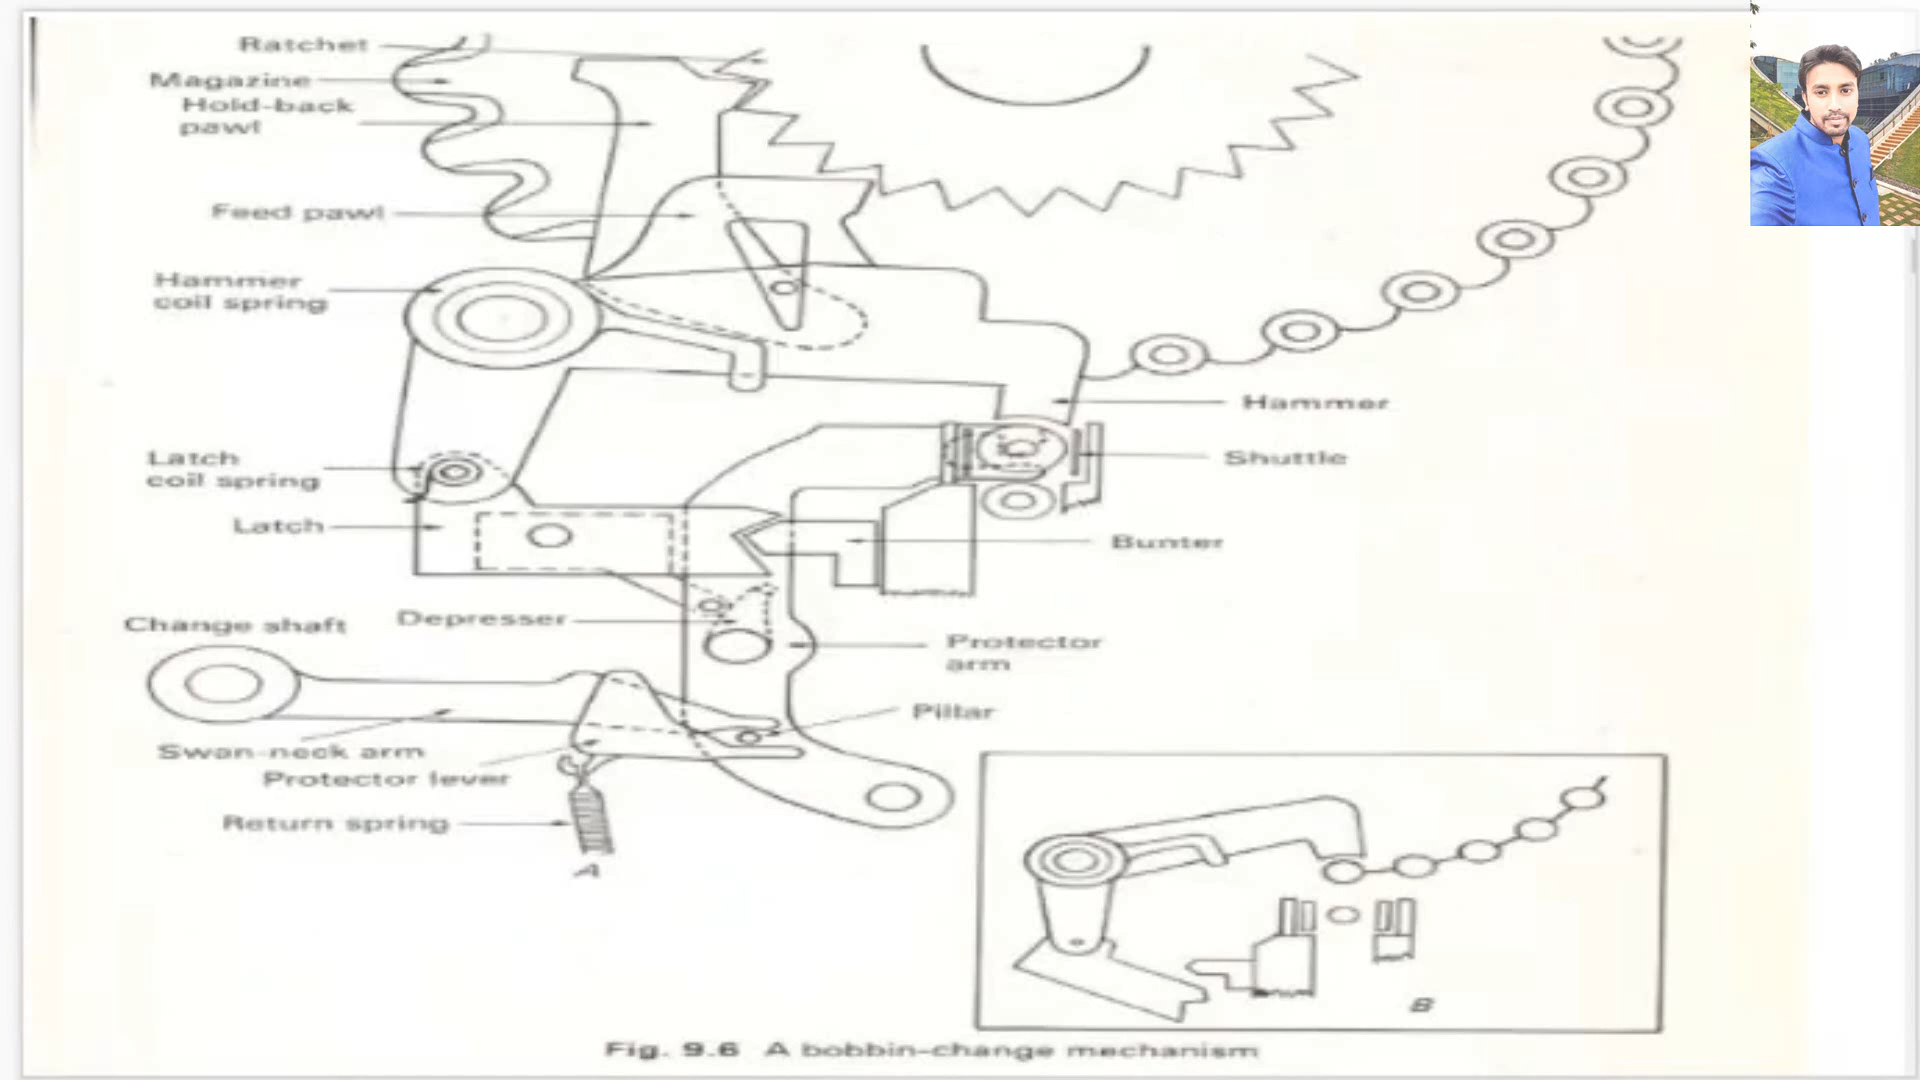 Ratchet
Magazine
Hold-back
pawl
Feed pawl
Hammer
coil spring
Hammer
Latch
coil spring
Shuttle
Latch
Bunter
Change shaft
Depresser
Protector
arm
Pillar
Swan-neck arm
Protector lever
Return spring
A
B
Fig. 9.6 A bobbin-change mechanism